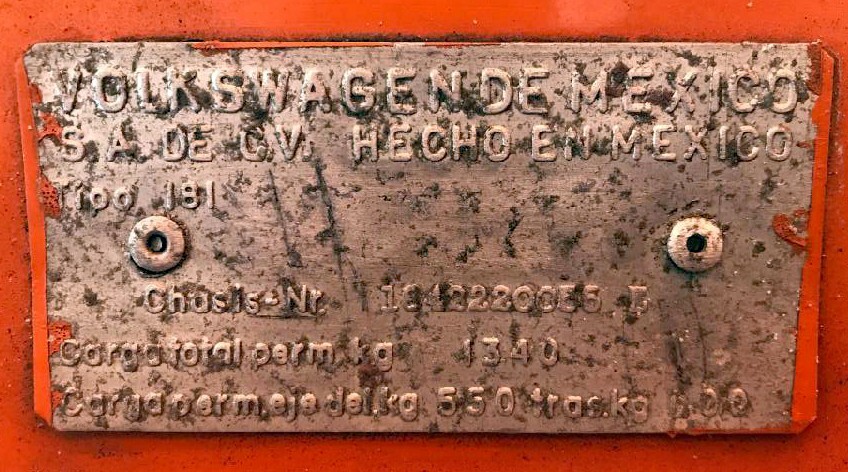 VOLKSWAGEN DE MEXICO
S.A. DE C.V. HECHO EN MEXICO
Tipo 181
Chasis-Nr.
Carga total perm. kg 1340
Carga perm. eje del. kg 550 tras. kg